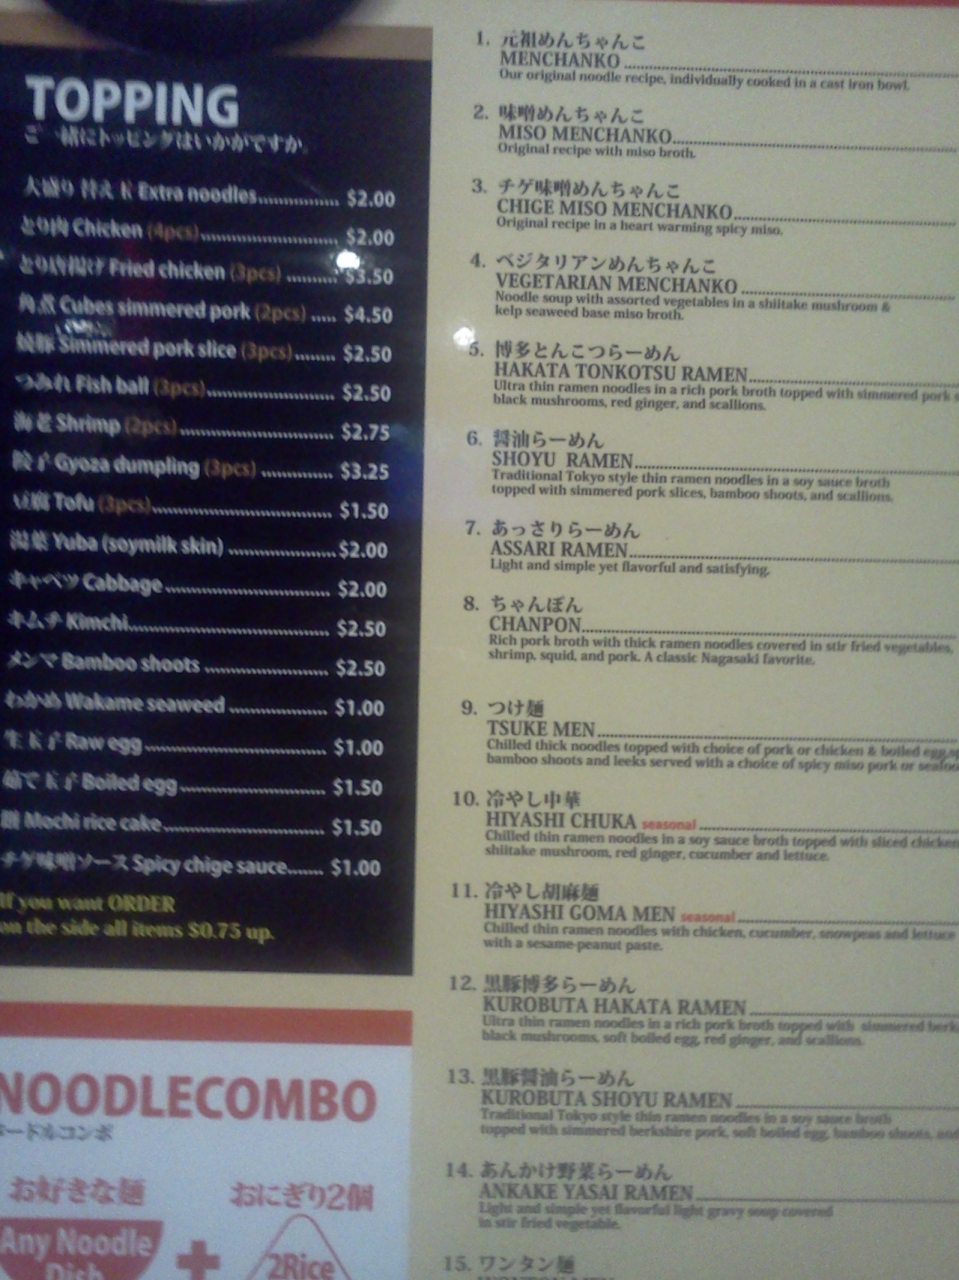 TOPPING
ご一緒にトッピングはいかがですか。
大盛り 替え玉 Extra noodles.................. $2.00
とり肉 Chicken (4pcs).................. $2.00
とり唐揚げ Fried chicken (3pcs) .......... $3.50
角煮 Cubes simmered pork (2pcs) ..... $4.50
焼豚 Simmered pork slice (3pcs)........ $2.50
つみれ Fish ball (3pcs).................. $2.50
海老 Shrimp (2pcs).................. $2.75
餃子 Gyoza dumpling (3pcs) .............. $3.25
豆腐 Tofu (3pcs).................. $1.50
湯葉 Yuba (soymilk skin) .................. $2.00
キャベツ Cabbage.................. $2.00
キムチ Kimchi.................. $2.50
メンマ Bamboo shoots .................. $2.50
わかめ Wakame seaweed .................. $1.00
生玉子 Raw egg.................. $1.00
茹で玉子 Boiled egg.................. $1.50
Mochi rice cake.................. $1.50
チゲ味噌ソース Spicy chige sauce....... $1.00
If you want ORDER
on the side all items $0.75 up.
NOODLECOMBO
ードルコンボ
お好きな麺
Any Noodle
Dish
+
おにぎり2個
2Rice
1. 元祖めんちゃんこ
MENCHANKO
Our original noodle recipe, individually cooked in a cast iron bowl.
2. 味噌めんちゃんこ
MISO MENCHANKO
Original recipe with miso broth.
3. チゲ味噌めんちゃんこ
CHIGE MISO MENCHANKO
Original recipe in a heart warming spicy miso.
4. ベジタリアンめんちゃんこ
VEGETARIAN MENCHANKO
Noodle soup with assorted vegetables in a shiitake mushroom &
kelp seaweed base miso broth.
5. 博多とんこつらーめん
HAKATA TONKOTSU RAMEN
Ultra thin ramen noodles in a rich pork broth topped with simmered pork s
black mushrooms, red ginger, and scallions.
6. 醤油らーめん
SHOYU RAMEN
Traditional Tokyo style thin ramen noodles in a soy sauce broth
topped with simmered pork slices, bamboo shoots, and scallions.
7. あっさりらーめん
ASSARI RAMEN
Light and simple yet flavorful and satisfying.
8. ちゃんぽん
CHANPON
Rich pork broth with thick ramen noodles covered in stir fried vegetables,
shrimp, squid, and pork. A classic Nagasaki favorite.
9. つけ麺
TSUKE MEN
Chilled thick noodles topped with choice of pork or chicken & boiled egg,sp
bamboo shoots and leeks served with a choice of spicy miso pork or seafoo
10. 冷やし中華
HIYASHI CHUKA seasonal
Chilled thin ramen noodles in a soy sauce broth topped with sliced chicken
shiitake mushroom, red ginger, cucumber and lettuce.
11. 冷やし胡麻麺
HIYASHI GOMA MEN seasonal
Chilled thin ramen noodles with chicken, cucumber, snowpeas and lettuce
with a sesame-peanut paste.
12. 黒豚博多らーめん
KUROBUTA HAKATA RAMEN
Ultra thin ramen noodles in a rich pork broth topped with simmered berk
black mushrooms, soft boiled egg, red ginger, and scallions.
13. 黒豚醤油らーめん
KUROBUTA SHOYU RAMEN
Traditional Tokyo style thin ramen noodles in a soy sauce broth
topped with simmered berkshire pork, soft boiled egg, bamboo shoots, and
14. あんかけ野菜らーめん
ANKAKE YASAI RAMEN
Light and simple yet flavorful light gravy soup covered
in stir fried vegetable.
15. ワンタン麺